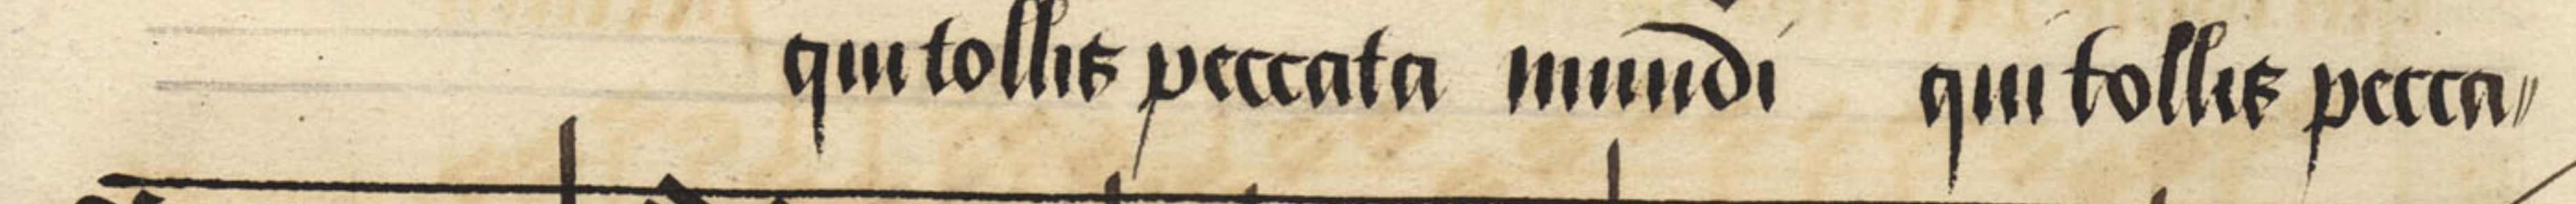 qui tollis peccata mundi qui tollis pecca〃